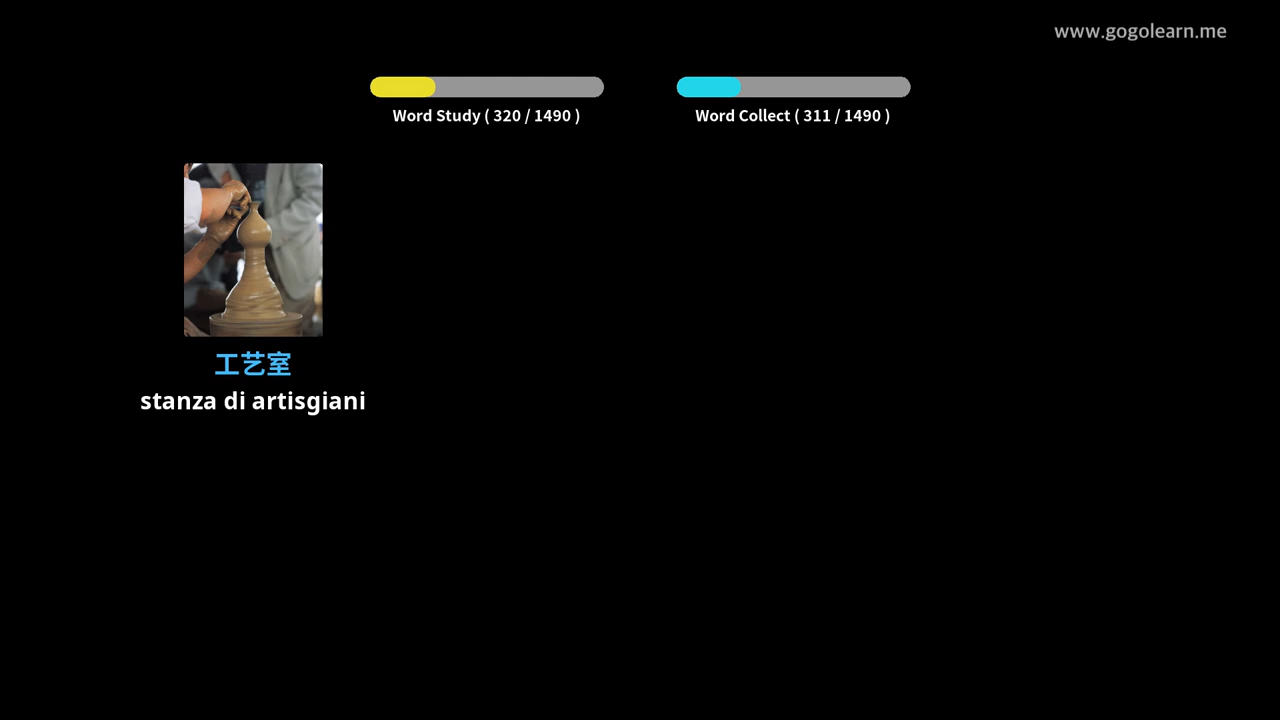 www.gogolearn.me
Word Study ( 320 / 1490 )
Word Collect ( 311 / 1490 )
工艺室
stanza di artisgiani